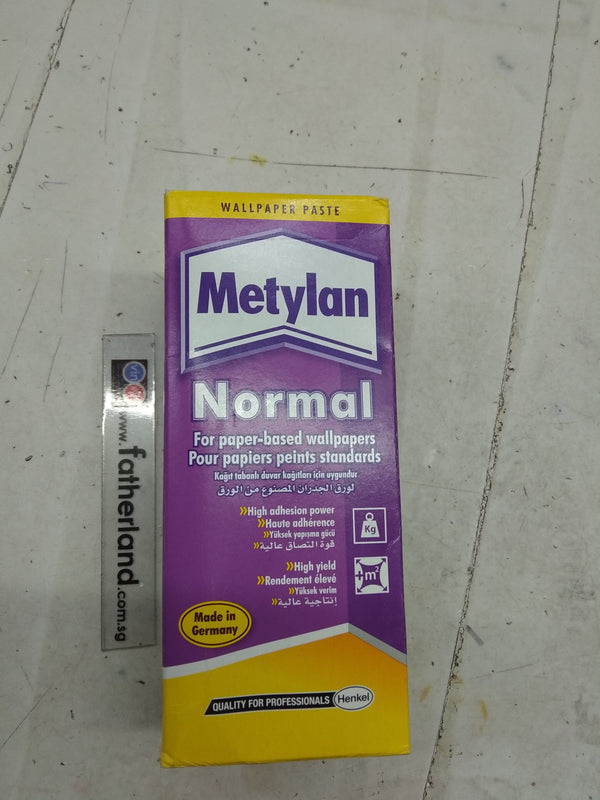 WALLPAPER PASTE
Metylan
Normal
For paper-based wallpapers
Pour papiers peints standards
Kağıt tabanlı duvar kağıtları için uygundur
لورق الجدران المصنوع من الورق
»High adhesion power
»Haute adhérence
»Yüksek yapışma gücü
»قوة التصاق عالية
Kg
»High yield
»Rendement élevé
»Yüksek verim
»إنتاجية عالية
+m²
Made in
Germany
QUALITY FOR PROFESSIONALS
Henkel
www.fatherland.com.sg